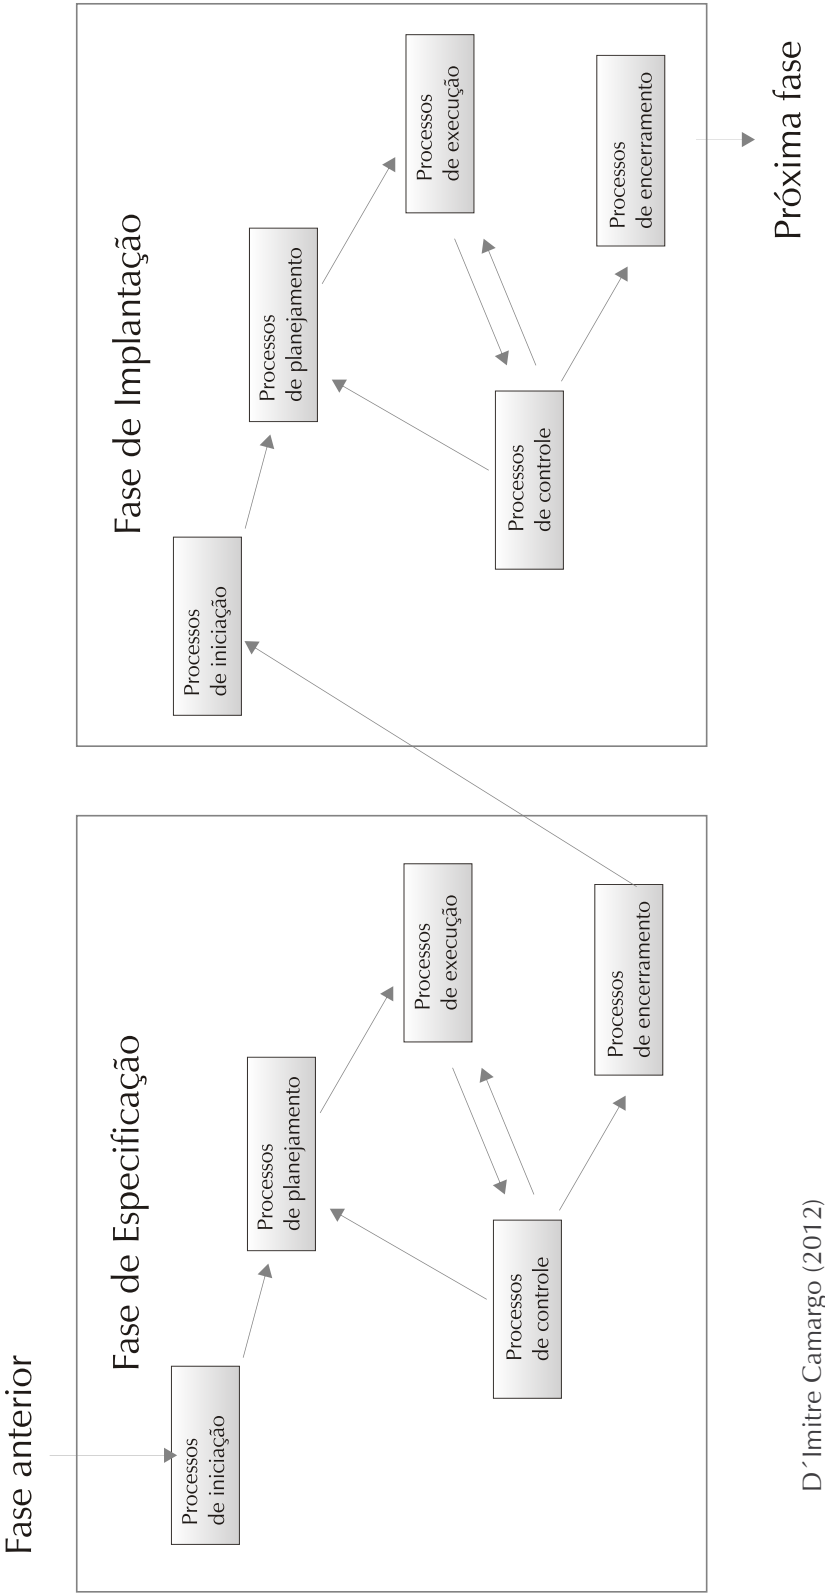 Fase anterior
Fase de Especificação
Processos
de iniciação
Processos
de planejamento
Processos
de execução
Processos
de controle
Processos
de encerramento
Fase de Implantação
Processos
de iniciação
Processos
de planejamento
Processos
de execução
Processos
de controle
Processos
de encerramento
Próxima fase
D´Imitre Camargo (2012)